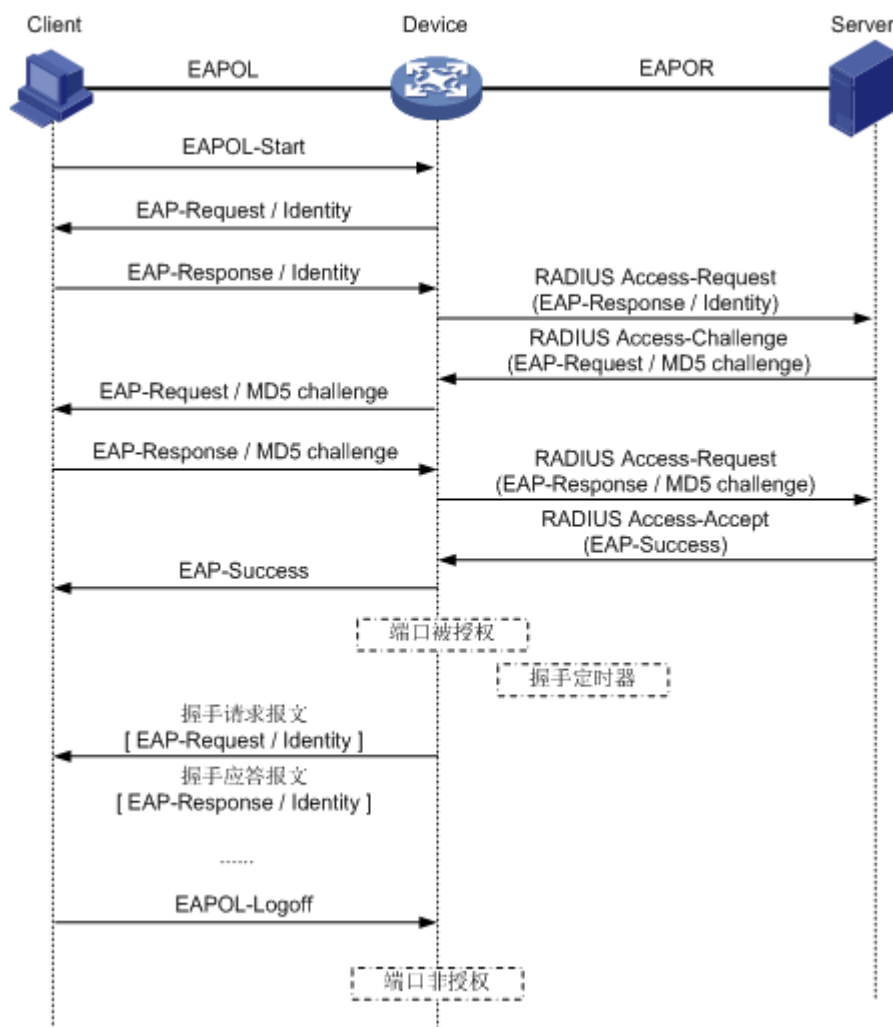 Client
Device
Server
EAPOL
EAPOR
EAPOL-Start
EAP-Request / Identity
EAP-Response / Identity
RADIUS Access-Request
(EAP-Response / Identity)
RADIUS Access-Challenge
(EAP-Request / MD5 challenge)
EAP-Request / MD5 challenge
EAP-Response / MD5 challenge
RADIUS Access-Request
(EAP-Response / MD5 challenge)
RADIUS Access-Accept
(EAP-Success)
EAP-Success
端口被授权
握手定时器
握手请求报文
[ EAP-Request / Identity ]
握手应答报文
[ EAP-Response / Identity ]
......
EAPOL-Logoff
端口非授权